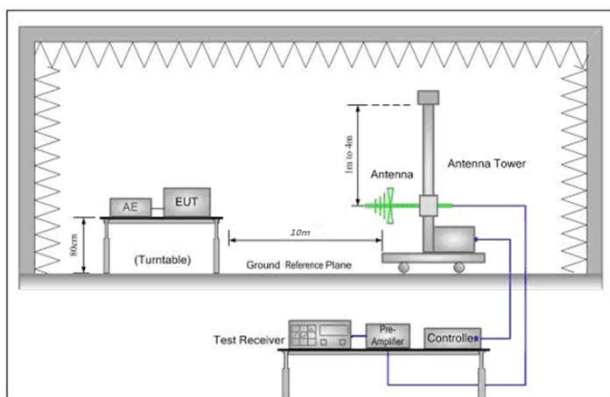 1m to 4m
Antenna
Antenna Tower
AE
EUT
80cm
(Turntable)
10m
Ground Reference Plane
Test Receiver
Pre-
Amplifier
Controller